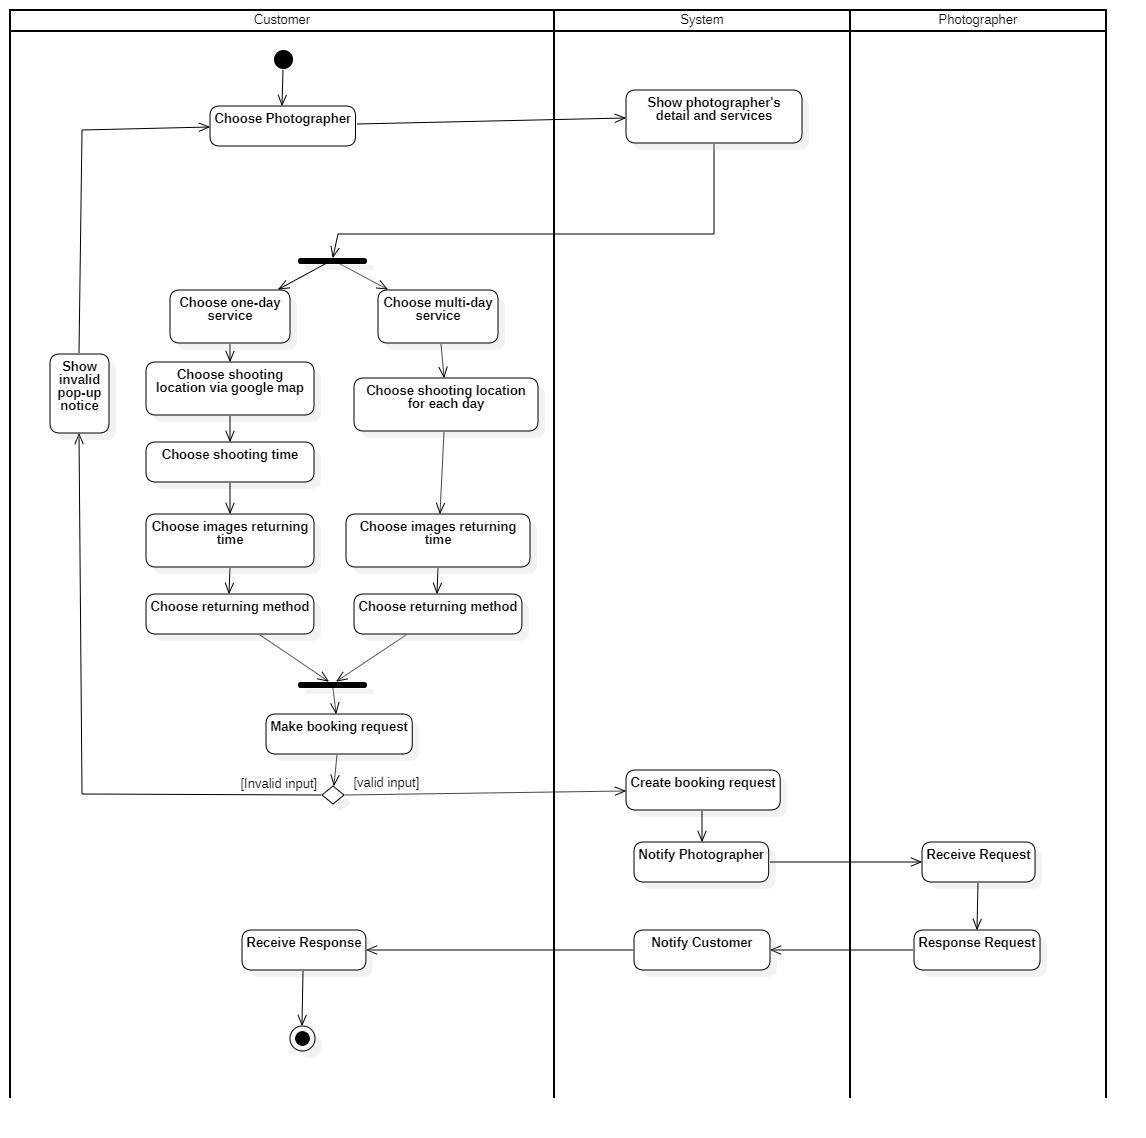 Customer
System
Photographer
Choose Photographer
Show photographer's
detail and services
Choose one-day
service
Choose multi-day
service
Show
invalid
pop-up
notice
Choose shooting
location via google map
Choose shooting location
for each day
Choose shooting time
Choose images returning
time
Choose images returning
time
Choose returning method
Choose returning method
Make booking request
[Invalid input]
[valid input]
Create booking request
Notify Photographer
Receive Request
Receive Response
Notify Customer
Response Request